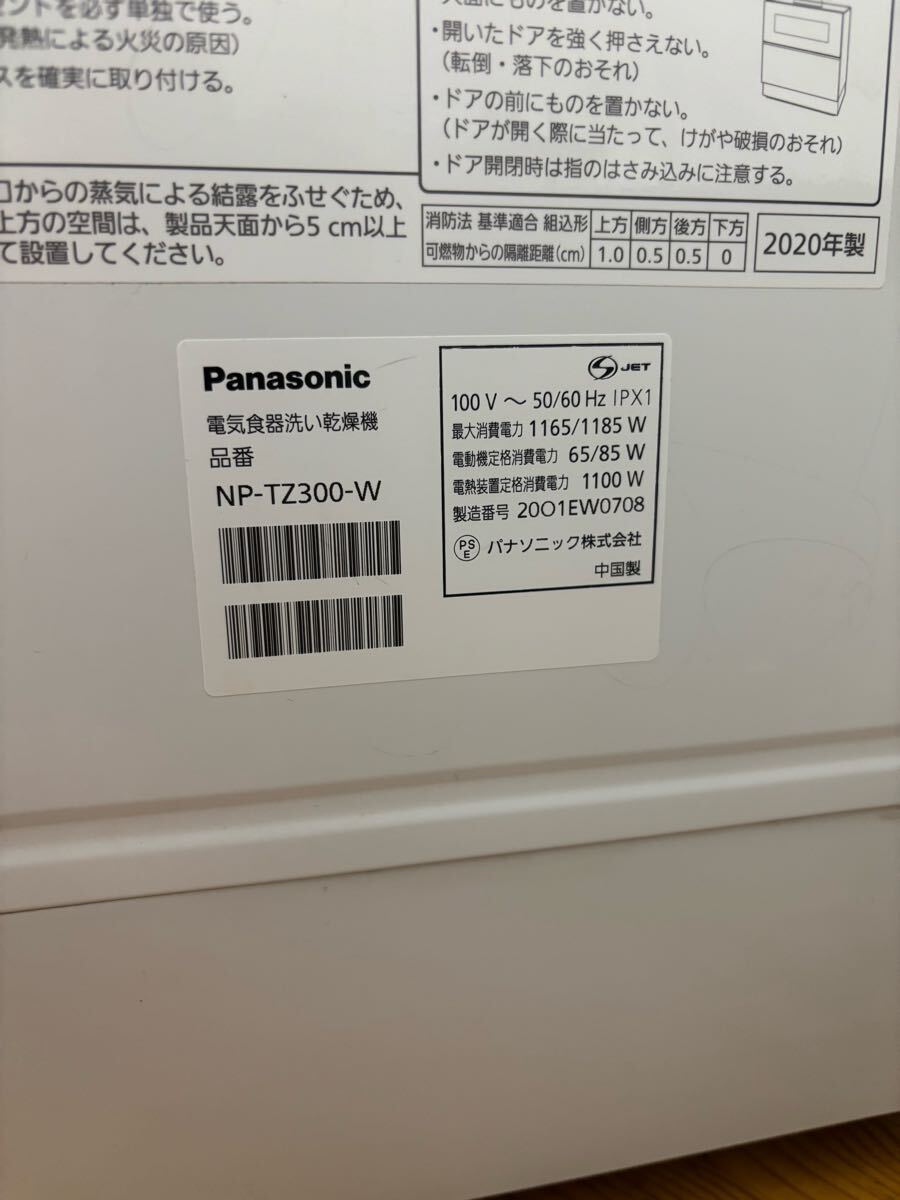 ントを必ず単独で使う。
発熱による火災の原因)
スを確実に取り付ける。
天面にものを置かない。
・開いたドアを強く押さえない。
(転倒・落下のおそれ)
・ドアの前にものを置かない。
(ドアが開く際に当たって、けがや破損のおそれ)
・ドア開閉時は指のはさみ込みに注意する。
口からの蒸気による結露をふせぐため、
上方の空間は、製品天面から5 cm以上
て設置してください。
消防法 基準適合 組込形 上方 側方 後方 下方
可燃物からの隔離距離(cm) 1.0 0.5 0.5 0
2020年製
Panasonic
電気食器洗い乾燥機
品番
NP-TZ300-W
JET
100 V ～ 50/60 Hz IPX1
最大消費電力 1165/1185 W
電動機定格消費電力 65/85 W
電熱装置定格消費電力 1100 W
製造番号 2001EW0708
PS
E
パナソニック株式会社
中国製